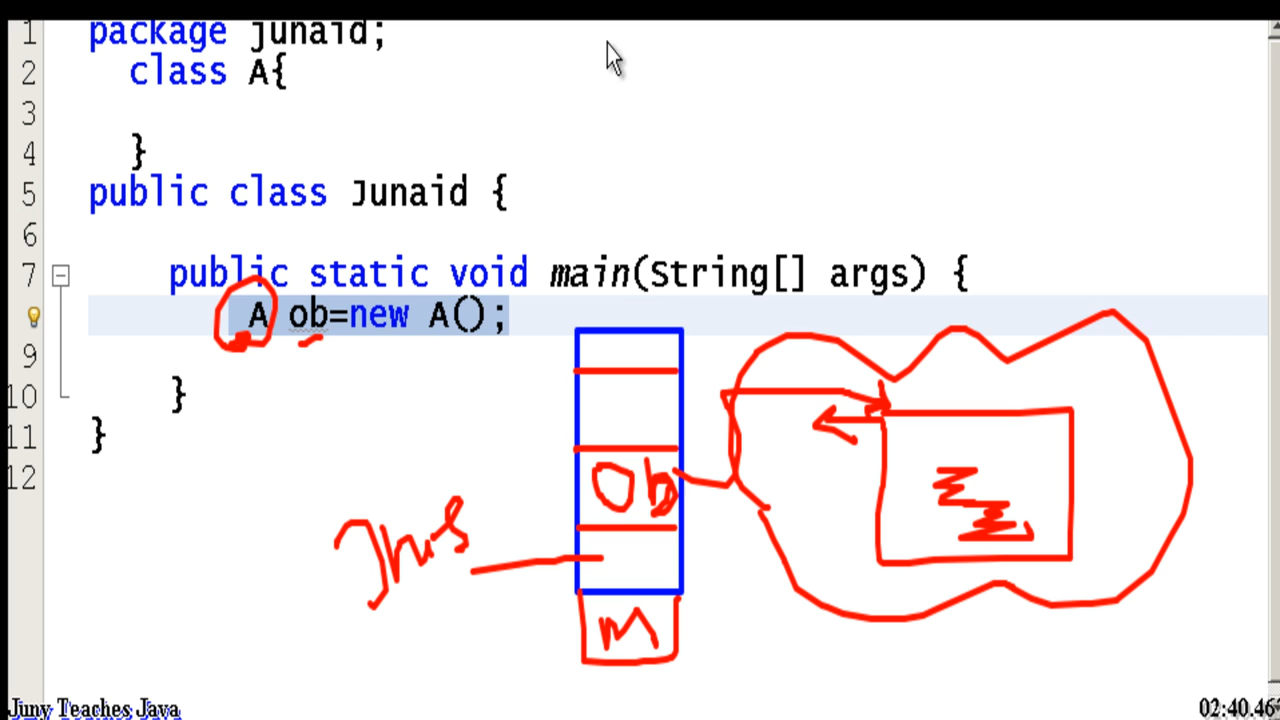 1 package junaid;
2 class A{
3
4 }
5 public class Junaid {
6
7 public static void main(String[] args) {
A ob=new A();
9
10 }
11 }
12
Ob
Thus
m
Juny Teaches Java
02:40.46